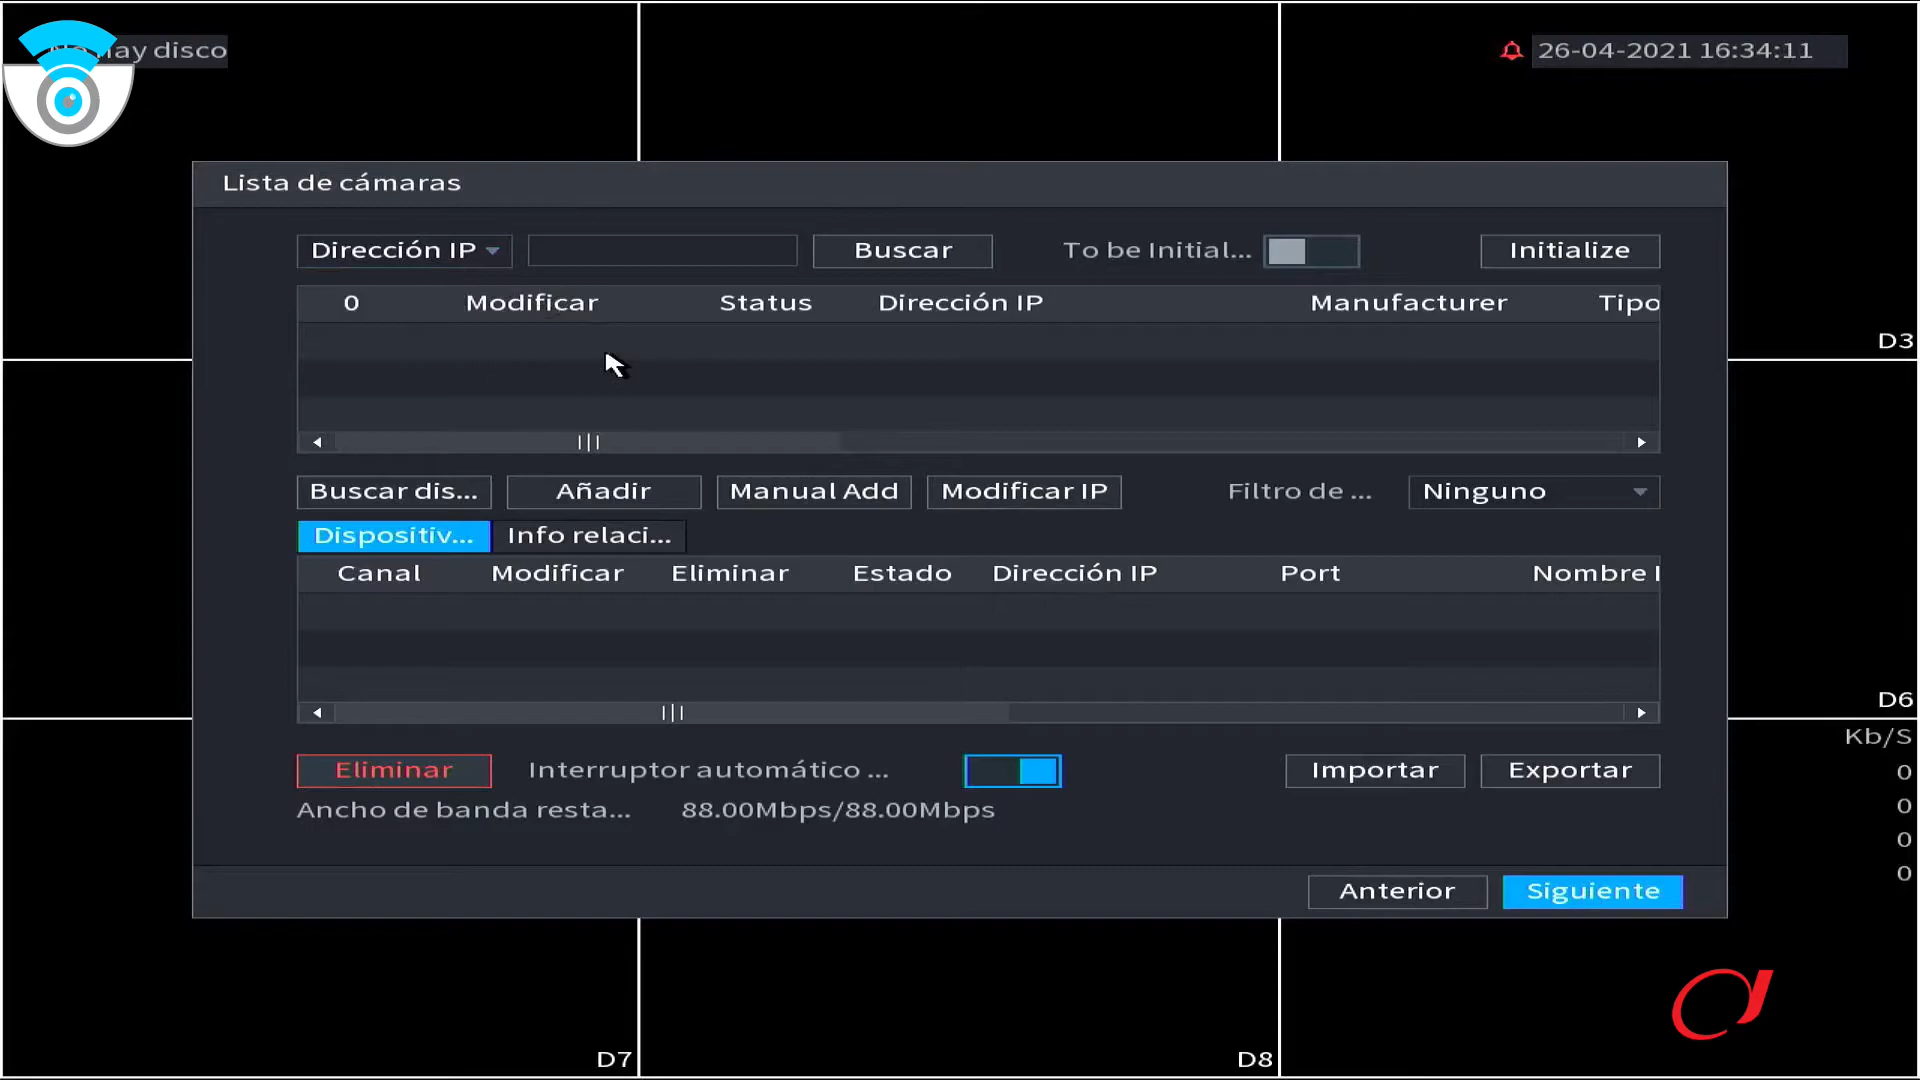 hay disco
26-04-2021 16:34:11
Lista de cámaras
Dirección IP
Buscar
To be Initial...
Initialize
0 Modificar Status Dirección IP Manufacturer Tipo
D3
Buscar dis... Añadir Manual Add Modificar IP Filtro de ... Ninguno
Dispositiv... Info relaci...
Canal Modificar Eliminar Estado Dirección IP Port Nombre I
D6
Kb/S
0
0
0
0
Eliminar Interruptor automático ... Importar Exportar
Ancho de banda resta... 88.00Mbps/88.00Mbps
Anterior Siguiente
D7
D8